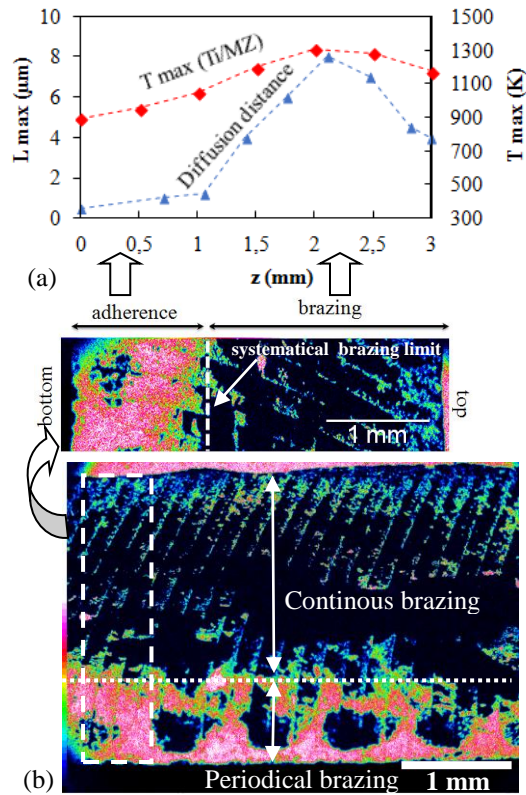 (a)
L max (µm)
10
8
6
4
2
0
T max (Ti/MZ)
Diffusion distance
1500
1300
1100
900
700
500
300
T max (K)
0 0,5 1 1,5 2 2,5 3
z (mm)
(a)
adherence brazing
systematical brazing limit
bottom
top
1 mm
Continous brazing
Periodical brazing
1 mm
(b)